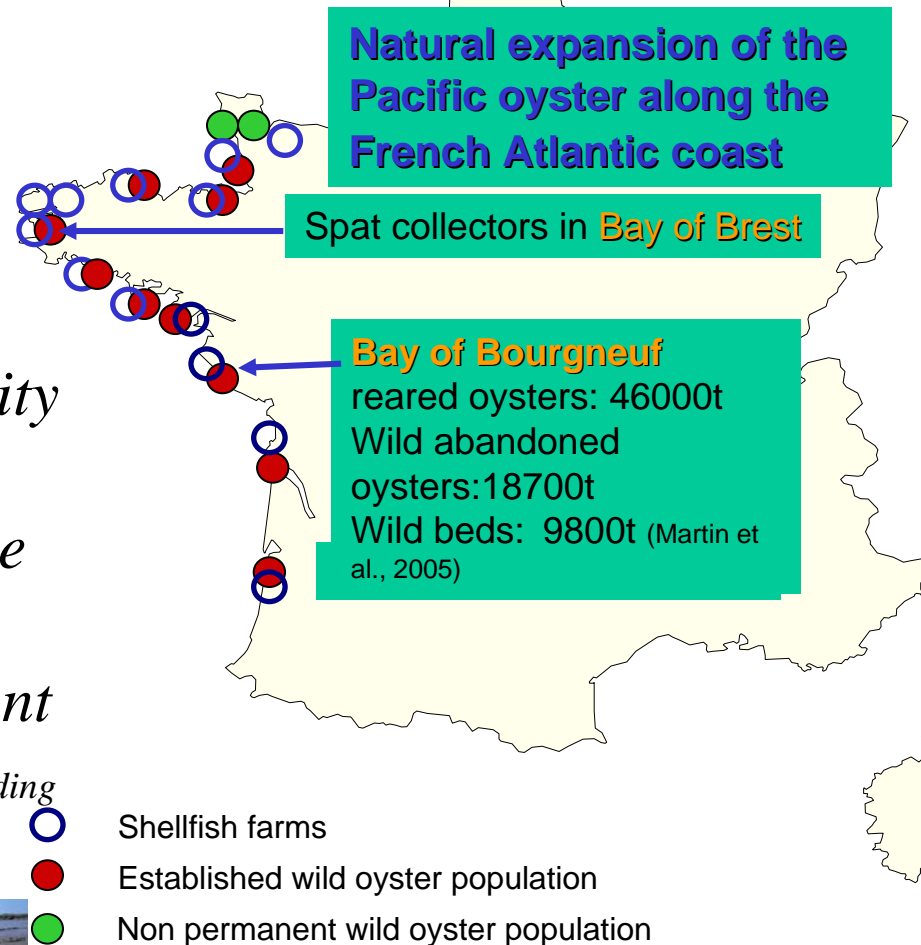 Natural expansion of the
Pacific oyster along the
French Atlantic coast
Spat collectors in Bay of Brest
Bay of Bourgneuf
reared oysters: 46000t
Wild abandoned
oysters:18700t
Wild beds: 9800t (Martin et
al., 2005)
ity
e
nt
ding
Shellfish farms
Established wild oyster population
Non permanent wild oyster population